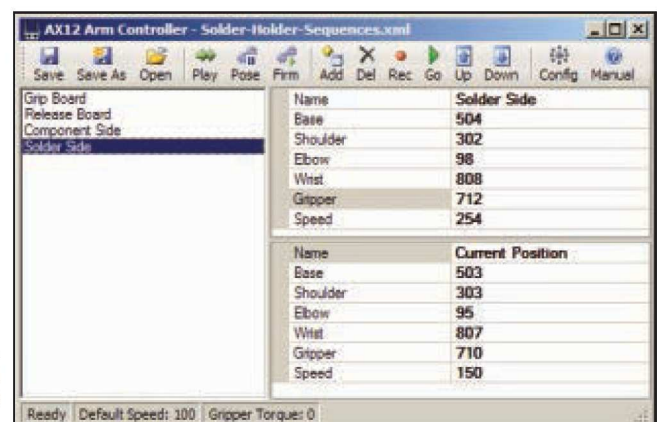 AX12 Arm Controller - Solder-Holder-Sequences.xml
Save Save As Open Play Pose Firm Add Del Rec Go Up Down Config Manual
Grip Board
Release Board
Component Side
Solder Side
Name Solder Side
Base 504
Shoulder 302
Elbow 98
Wrist 808
Gripper 712
Speed 254
Name Current Position
Base 503
Shoulder 303
Elbow 95
Wrist 807
Gripper 710
Speed 150
Ready Default Speed: 100 Gripper Torque: 0